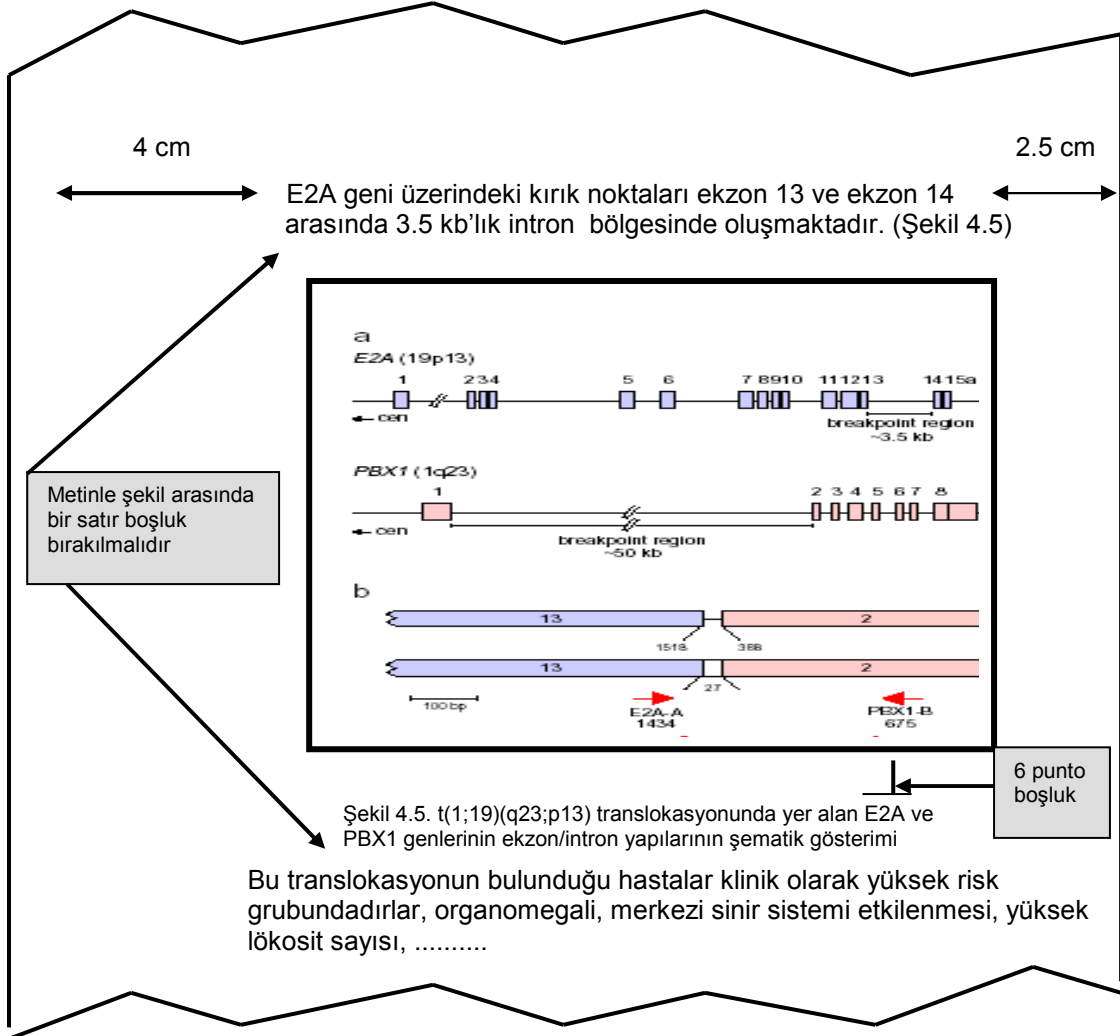 4 cm
2.5 cm
E2A geni üzerindeki kırık noktaları ekzon 13 ve ekzon 14
arasında 3.5 kb’lık intron bölgesinde oluşmaktadır. (Şekil 4.5)
a
E2A (19p13)
1 2 3 4 5 6 7 8 9 10 11 12 13 14 15a
cen
breakpoint region
~3.5 kb
PBX1 (1q23)
1 2 3 4 5 6 7 8
cen
breakpoint region
~50 kb
Metinle şekil arasında
bir satır boşluk
bırakılmalıdır
b
13 2
1518 388
13 2
27
100 bp
E2A-A
1434
PBX1-B
675
6 punto
boşluk
Şekil 4.5. t(1;19)(q23;p13) translokasyonunda yer alan E2A ve
PBX1 genlerinin ekzon/intron yapılarının şematik gösterimi
Bu translokasyonun bulunduğu hastalar klinik olarak yüksek risk
grubundadırlar, organomegali, merkezi sinir sistemi etkilenmesi, yüksek
lökosit sayısı, ..........